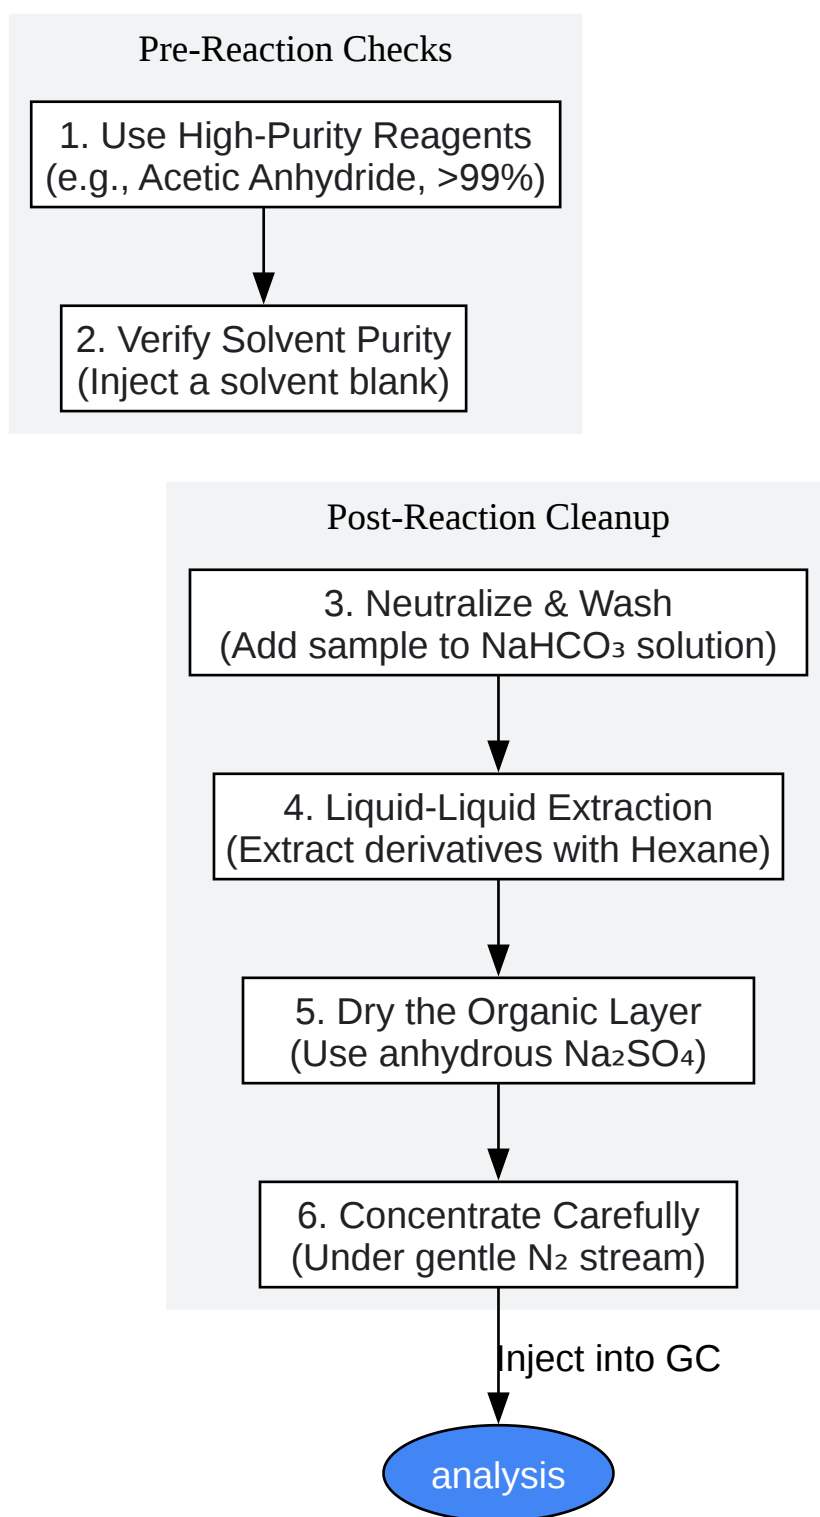 Pre-Reaction Checks
1. Use High-Purity Reagents
(e.g., Acetic Anhydride, >99%)
2. Verify Solvent Purity
(Inject a solvent blank)
Post-Reaction Cleanup
3. Neutralize & Wash
(Add sample to NaHCO₃ solution)
4. Liquid-Liquid Extraction
(Extract derivatives with Hexane)
5. Dry the Organic Layer
(Use anhydrous Na₂SO₄)
6. Concentrate Carefully
(Under gentle N₂ stream)
Inject into GC
analysis